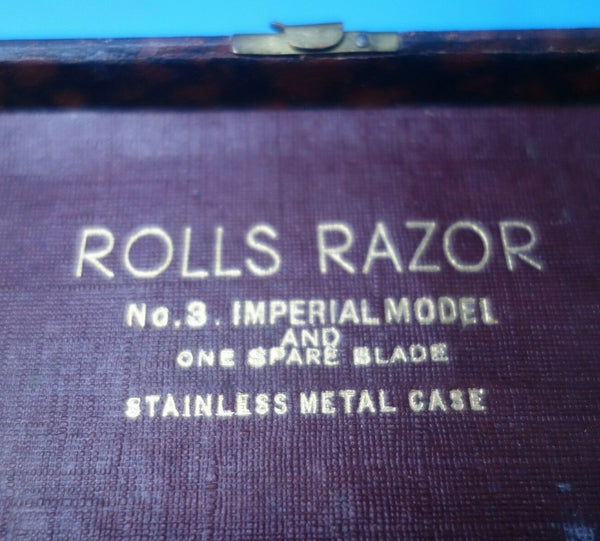 ROLLS RAZOR
No.3. IMPERIAL MODEL
AND
ONE SPARE BLADE
STAINLESS METAL CASE